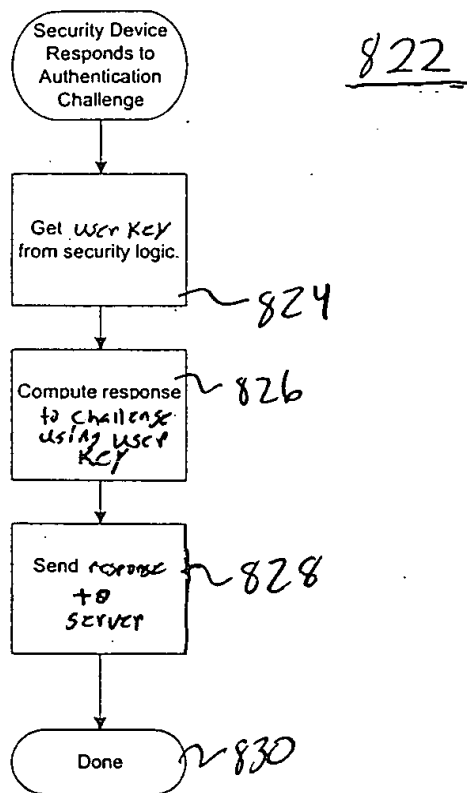 Security Device
Responds to
Authentication
Challenge
822
Get user Key
from security logic.
824
Compute response
to challenge
using user
Key
826
Send response
to
server
828
Done
830